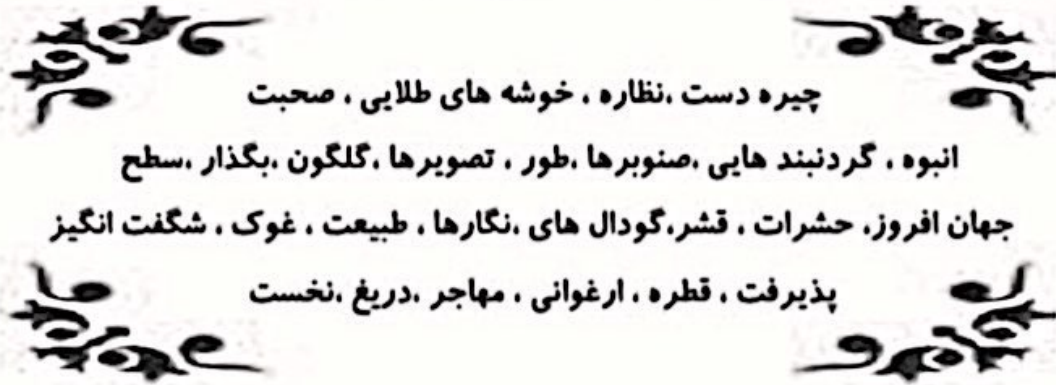 چیره دست ،نظاره ، خوشه های طلایی ، صحبت
انبوه ، گردنبند هایی ،صنوبرها ،طور ، تصویرها ،گلگون ،بگذار ،سطح
جهان افروز، حشرات ، قشر،گودال های ،نگارها ، طبیعت ، غوک ، شگفت انگیز
پذیرفت ، قطره ، ارغوانی ، مهاجر ،دریغ ،نخست